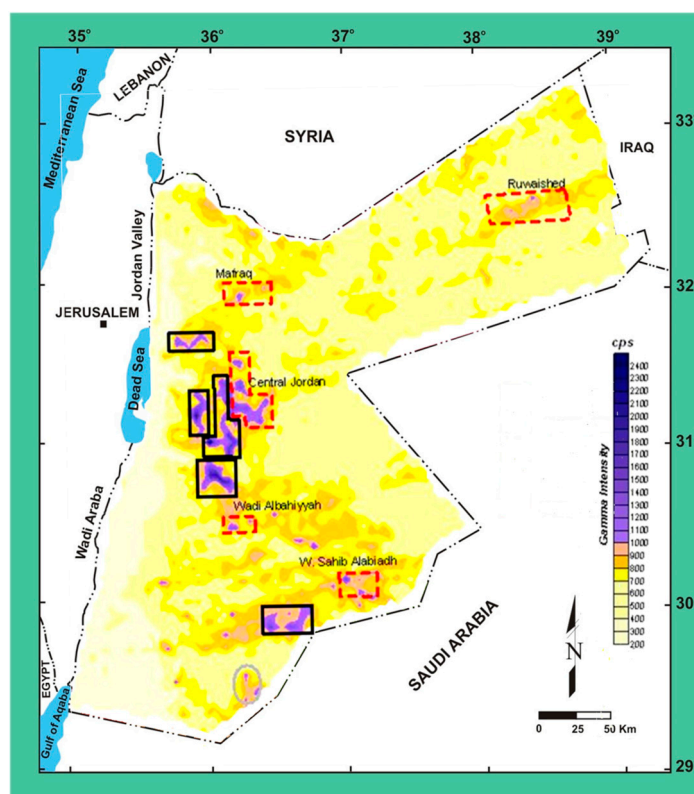 35°
36°
37°
38°
39°
33
32
31
30
29
Mediterranean Sea
LEBANON
SYRIA
IRAQ
Ruwaished
Jordan Valley
Mafraq
JERUSALEM
Dead Sea
Central Jordan
Wadi Albahiyyah
Wadi Araba
W. Sahib Alabiadh
SAUDI ARABIA
EGYPT
Gulf of Aqaba
cps
Gamma Intensity
2400
2300
2200
2100
2000
1900
1800
1700
1600
1500
1400
1300
1200
1100
1000
900
800
700
600
500
400
300
200
N
0 25 50 Km